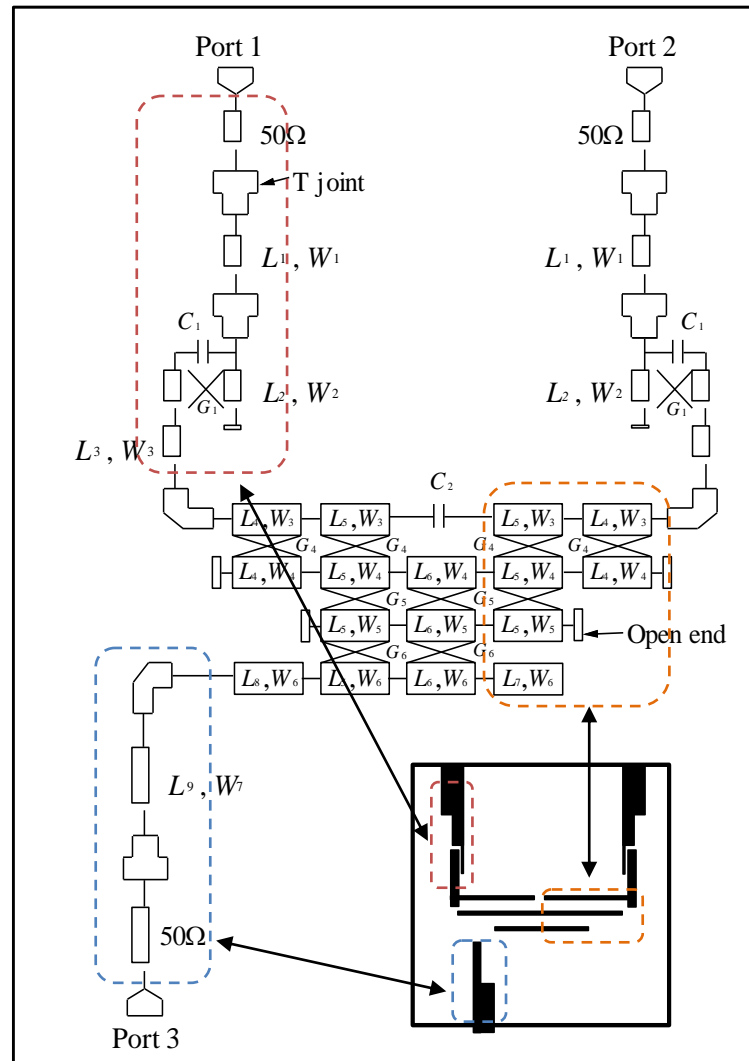 Port 1 Port 2
50Ω 50Ω
T joint
L1 , W1 L1 , W1
C1 C1
L2 , W2 L2 , W2
G1 G1
L3 , W3
C2
L4,W3 L5,W3 L5,W3 L4,W3
G4 G4 G4 G4
L4,W4 L5,W4 L6,W4 L5,W4 L4,W4
G5 G5
L5,W5 L6,W5 L5,W5
Open end
G6 G6
L8,W6 W6 L6,W6 L7,W6
L9 , W7
50Ω
Port 3